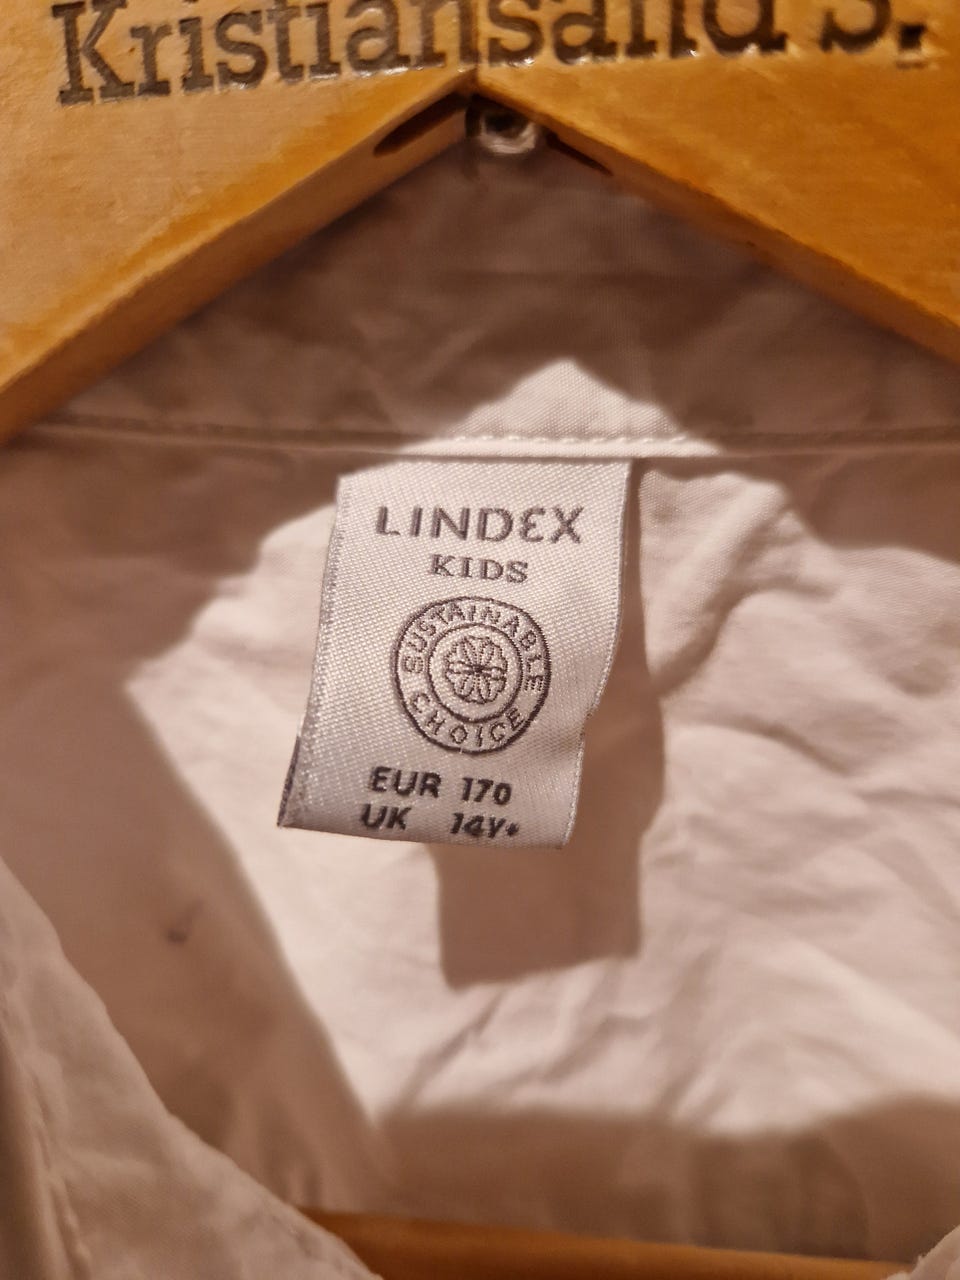 Kristiansand S.
LINDEX
KIDS
SUSTAINABLE
CHOICE
EUR 170
UK 14Y+